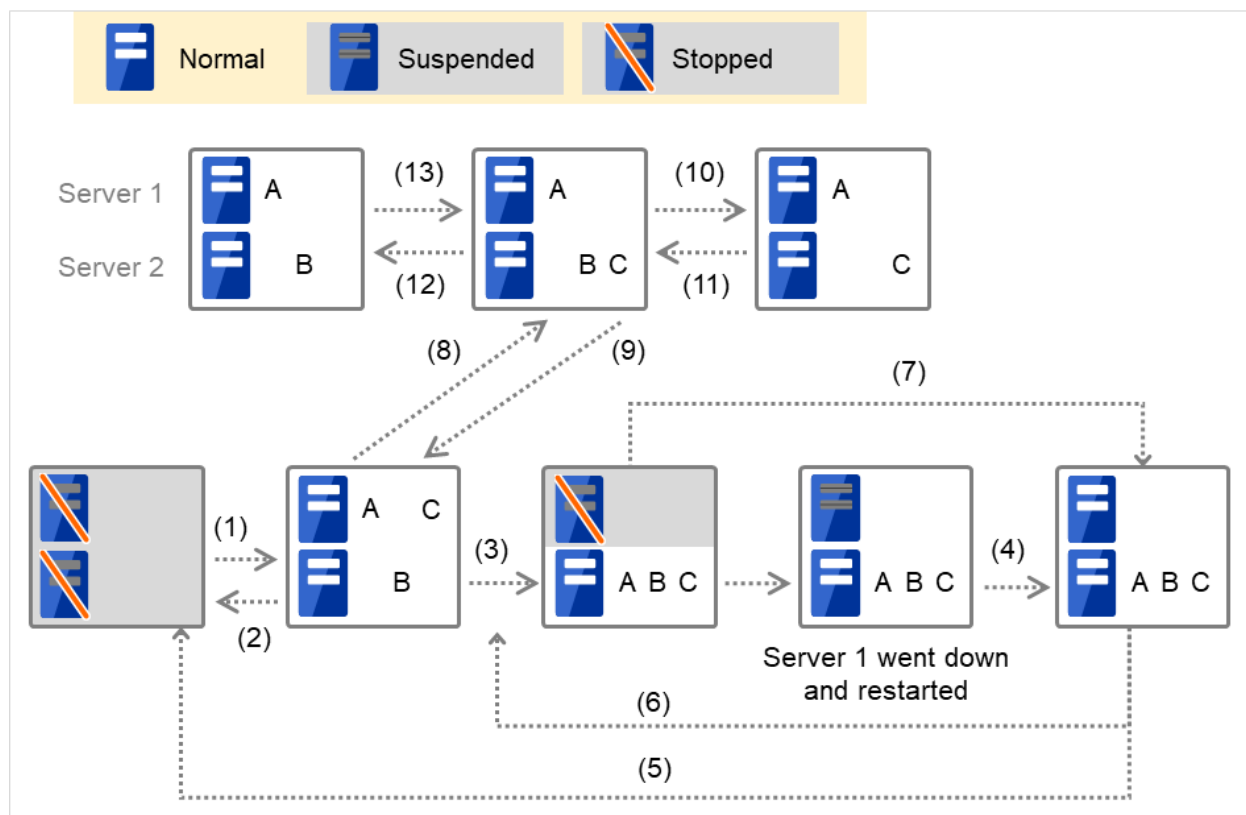 Normal Suspended Stopped
Server 1
Server 2
A
B
(13)
(12)
A
B C
(10)
(11)
A
C
(8)
(9)
(7)
(1)
(2)
A C
B
(3)
A B C
A B C
(4)
A B C
Server 1 went down
and restarted
(6)
(5)